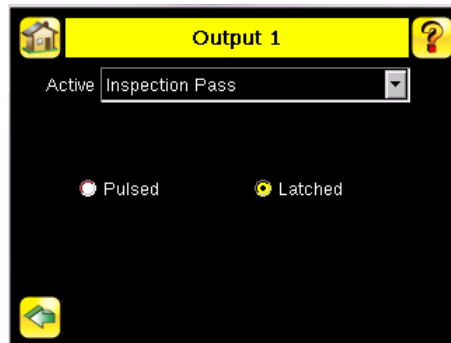 Output 1
?
Active Inspection Pass
Pulsed Latched